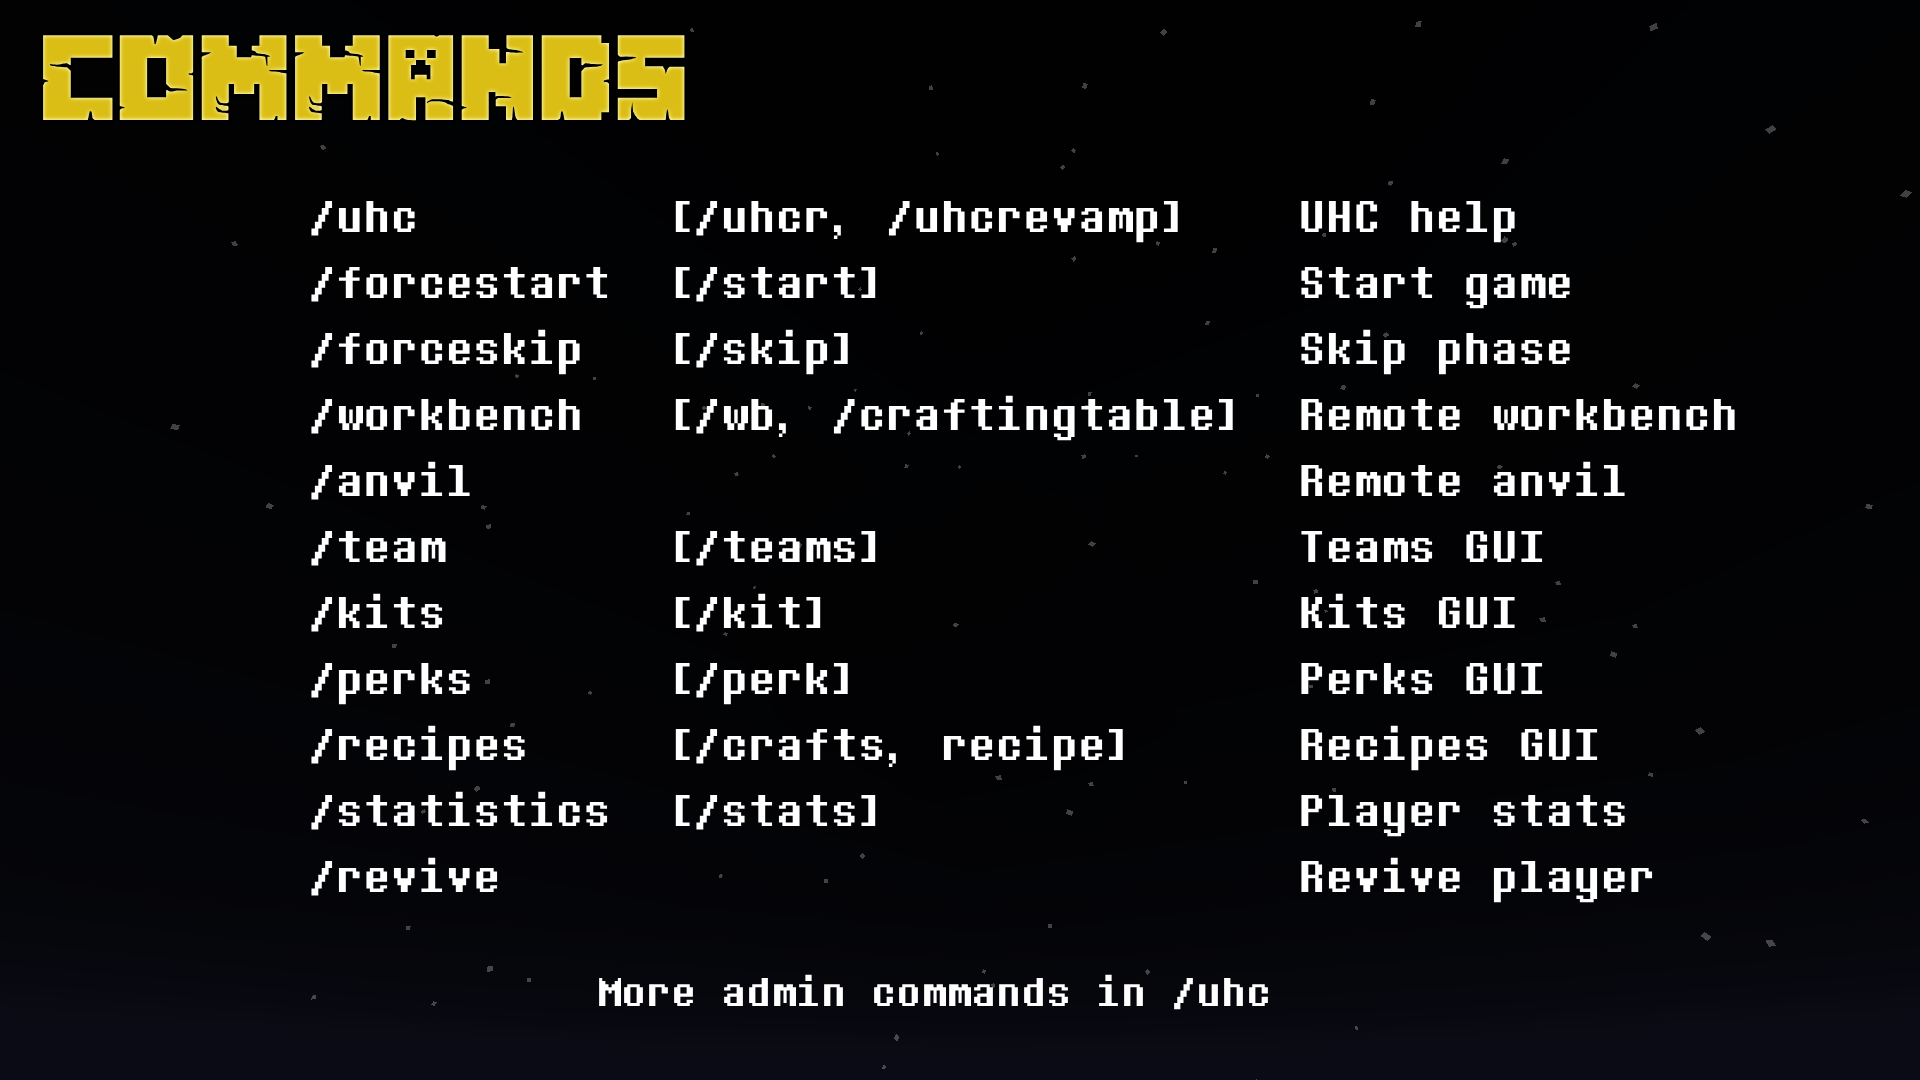 COMMANDS
/uhc [/uhcr, /uhcrevamp] UHC help
/forcestart [/start] Start game
/forceskip [/skip] Skip phase
/workbench [/wb, /craftingtable] Remote workbench
/anvil Remote anvil
/team [/teams] Teams GUI
/kits [/kit] Kits GUI
/perks [/perk] Perks GUI
/recipes [/crafts, recipe] Recipes GUI
/statistics [/stats] Player stats
/revive Revive player
More admin commands in /uhc